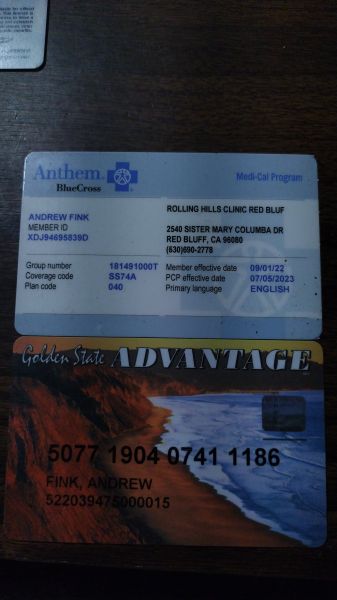 Anthem
BlueCross
Medi-Cal Program
ANDREW FINK
MEMBER ID
XDJ94695839D
ROLLING HILLS CLINIC RED BLUF
2540 SISTER MARY COLUMBA DR
RED BLUFF, CA 96080
(530)690-2778
Group number 181491000T
Coverage code SS74A
Plan code 040
Member effective date 09/01/22
PCP effective date 07/05/2023
Primary language ENGLISH
Golden State ADVANTAGE
5077 1904 0741 1186
FINK, ANDREW
522039475000015